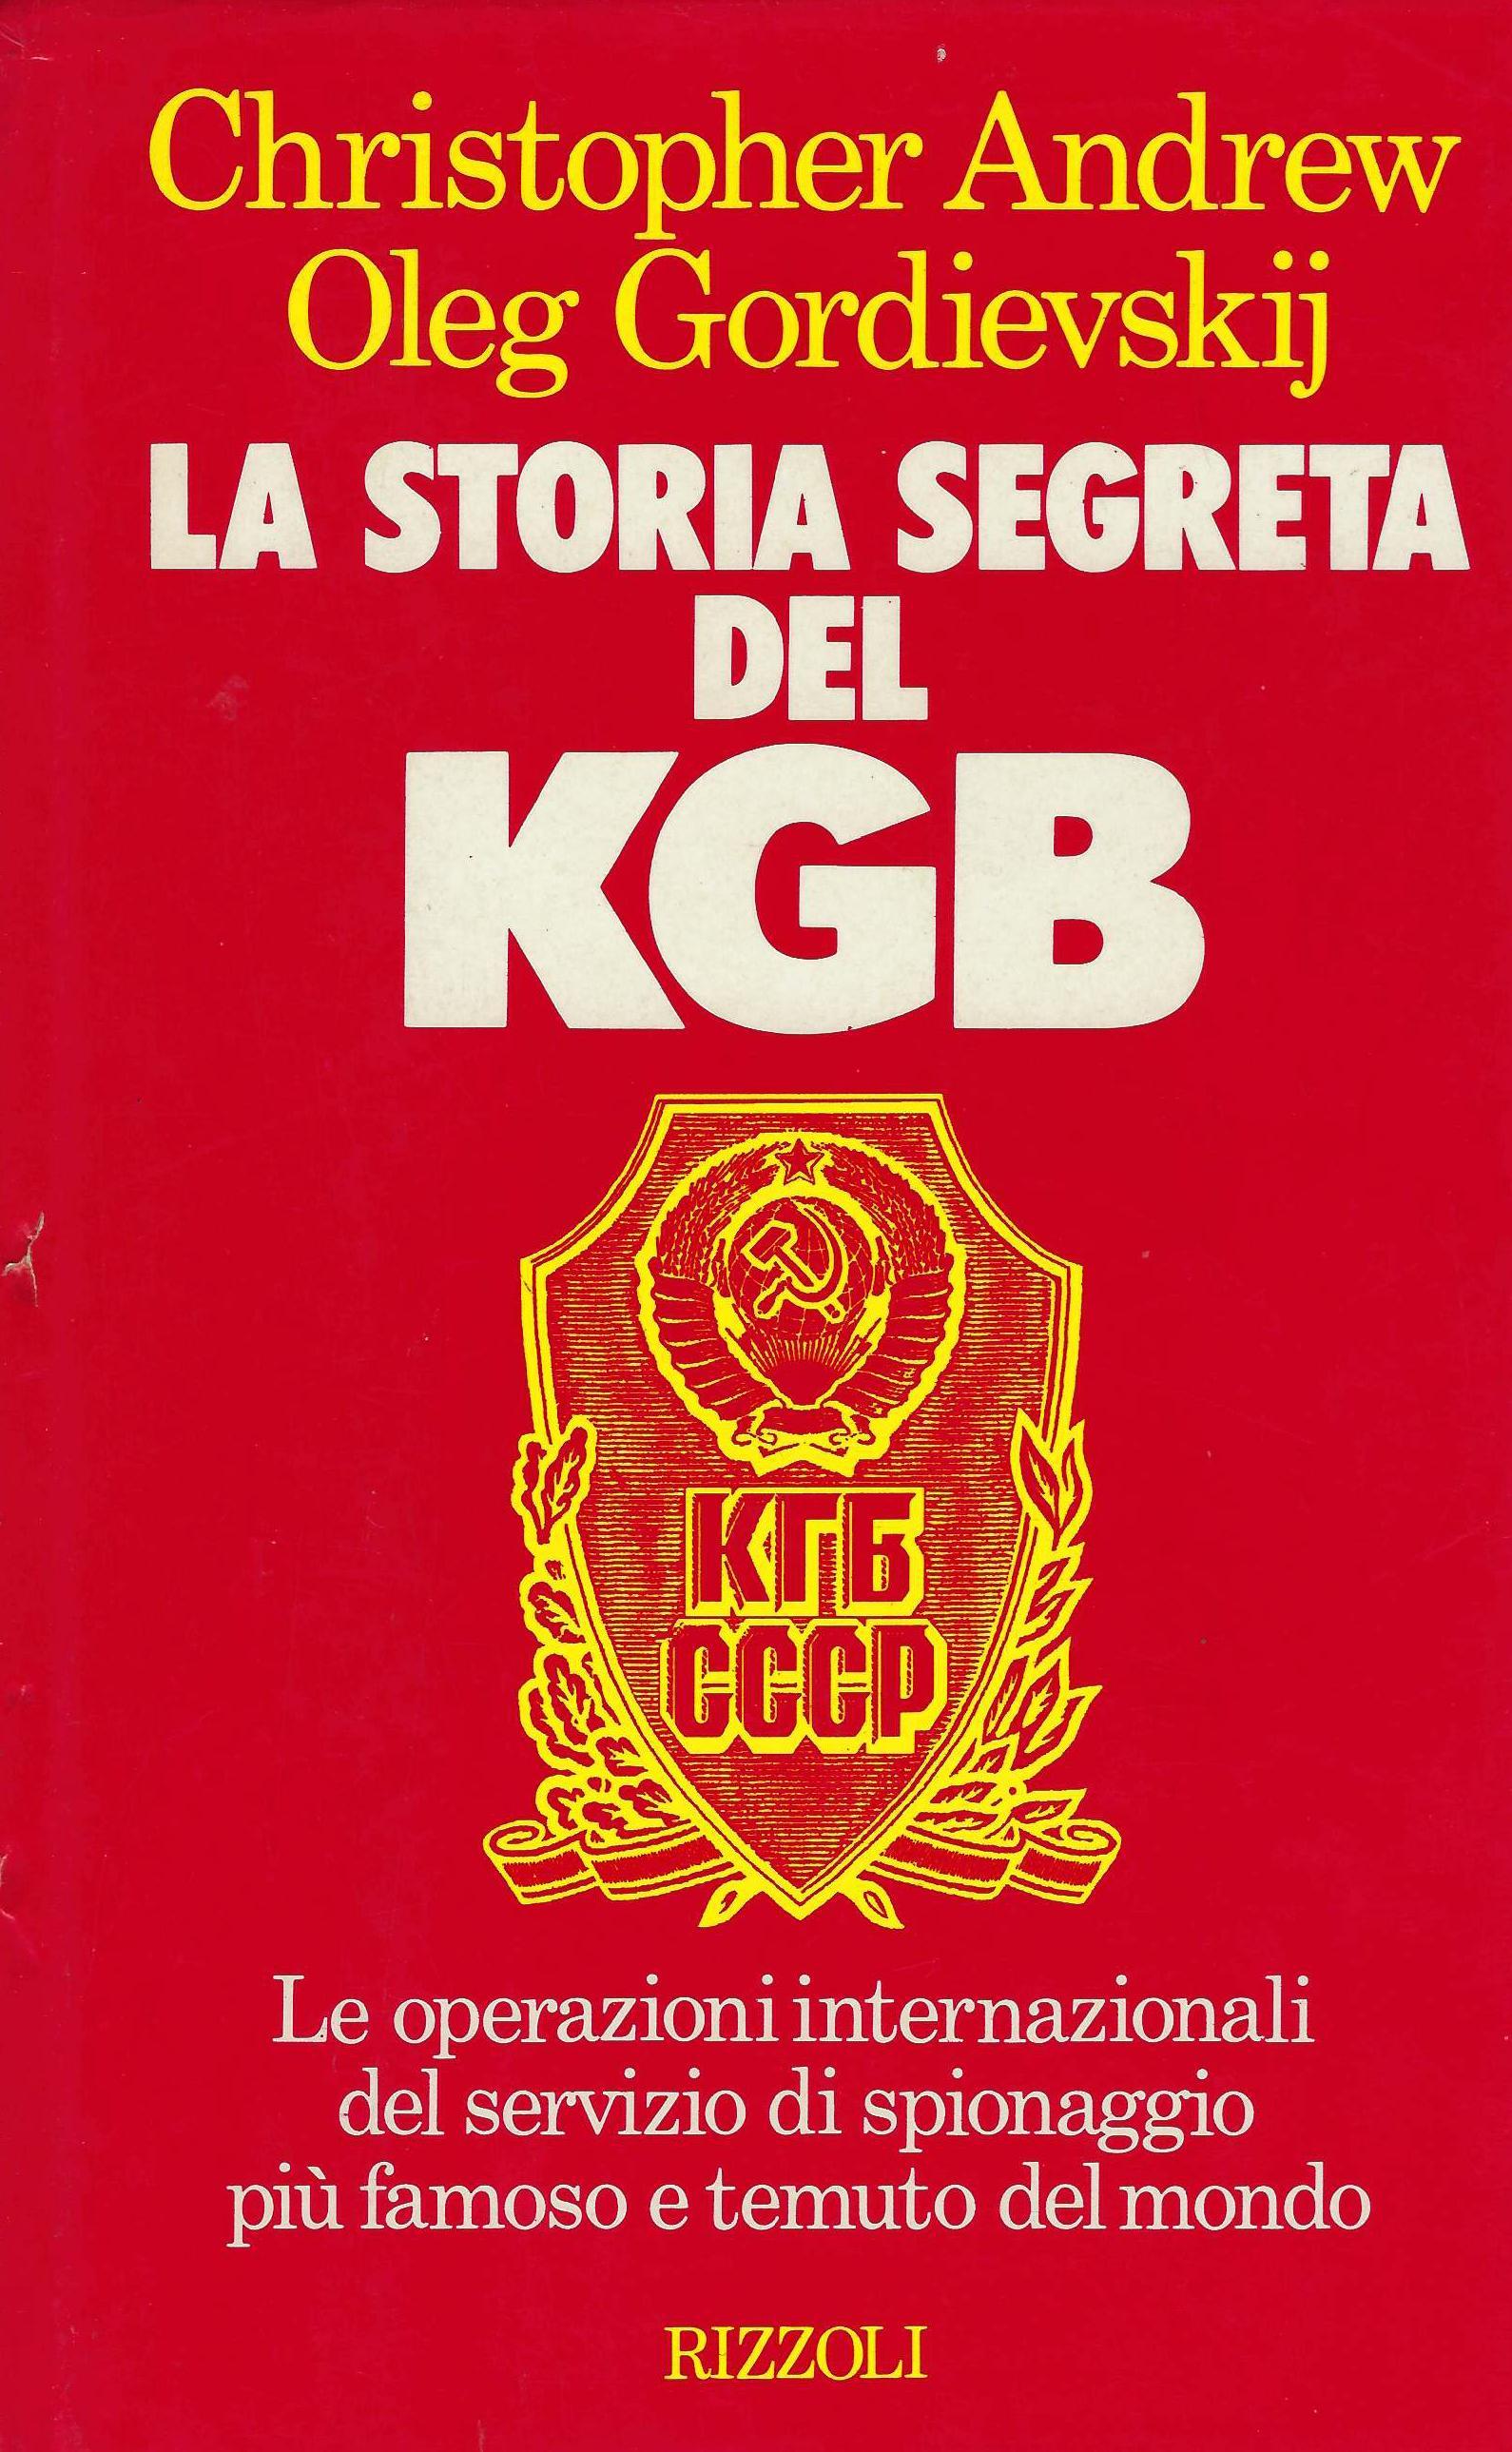 Christopher Andrew
Oleg Gordievskij
LA STORIA SEGRETA
DEL
KGB
КГБ
СССР
Le operazioni internazionali
del servizio di spionaggio
più famoso e temuto del mondo
RIZZOLI